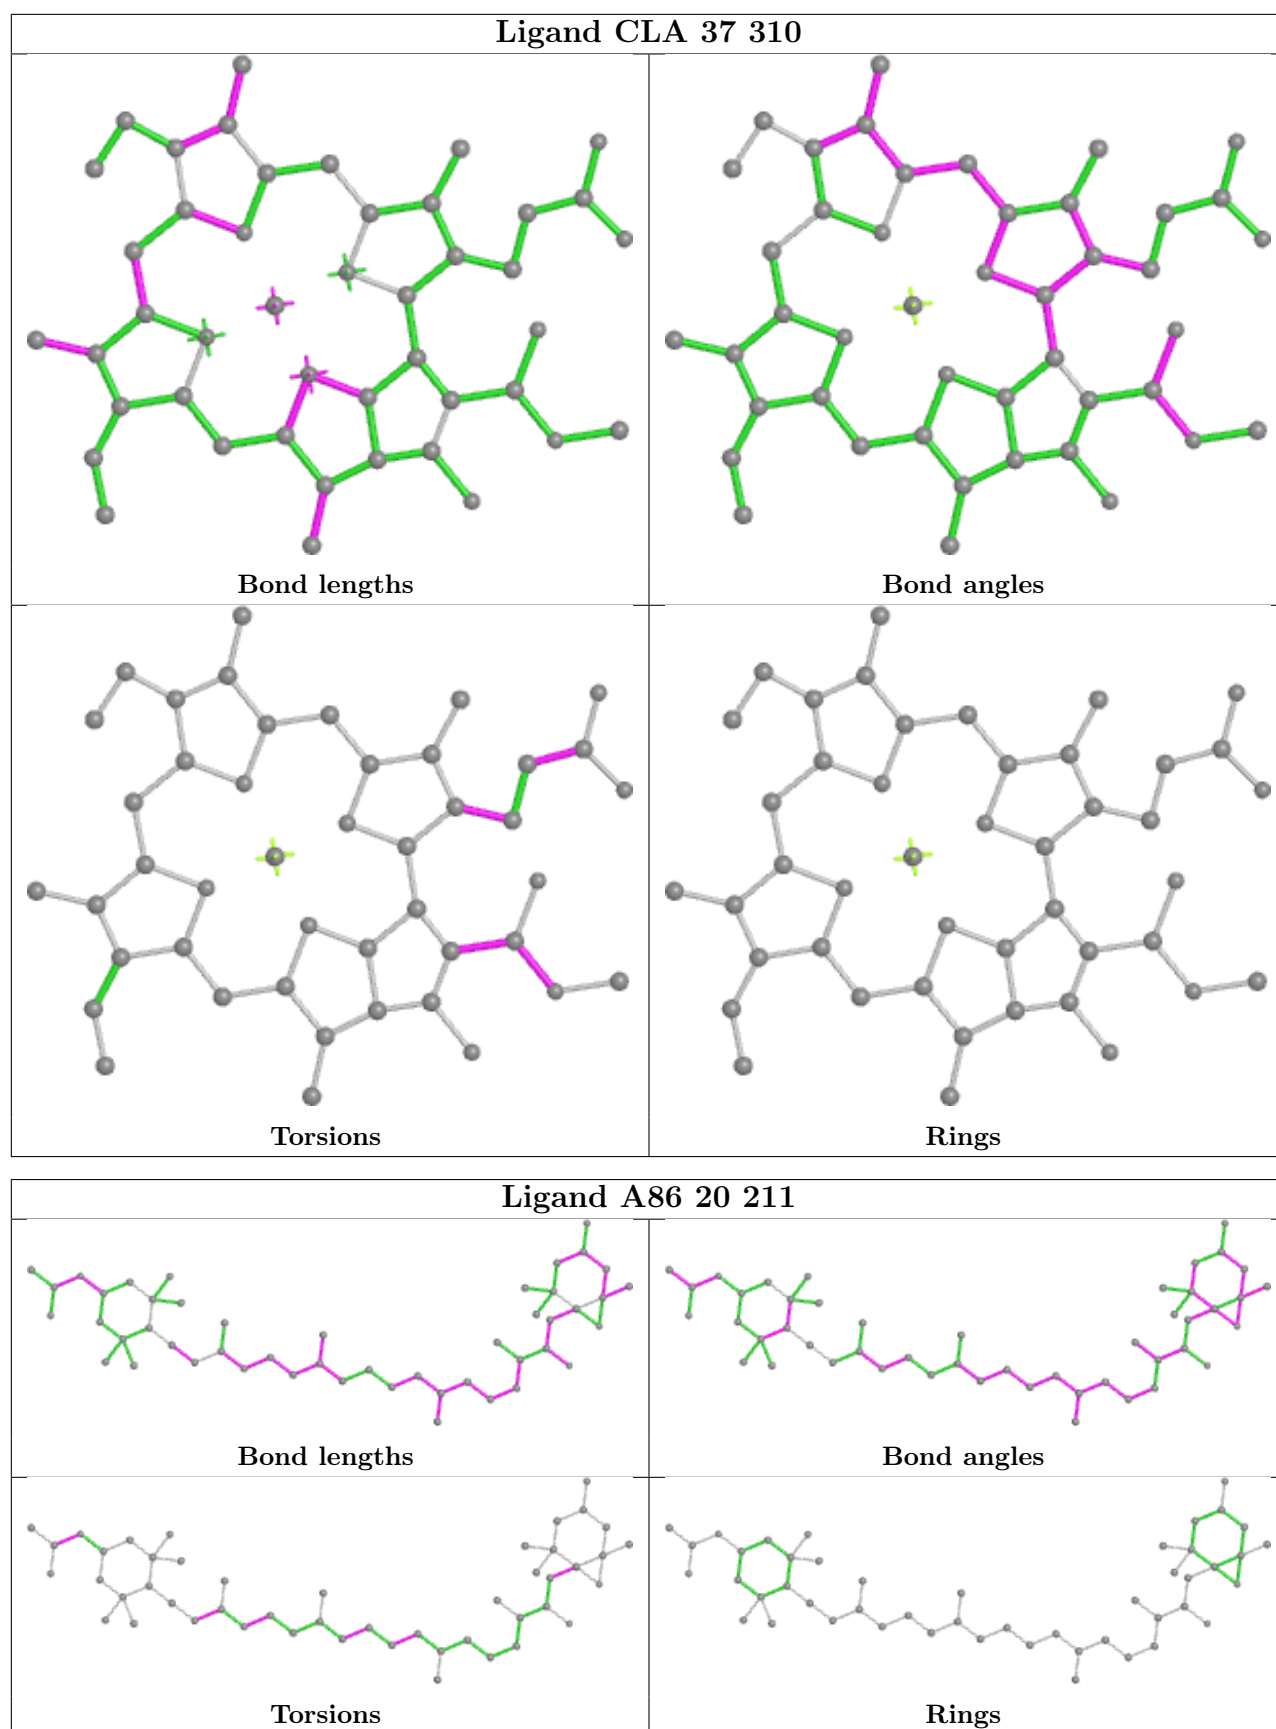 Ligand CLA 37 310
Bond lengths
Bond angles
Torsions
Rings
Ligand A86 20 211
Bond lengths
Bond angles
Torsions
Rings